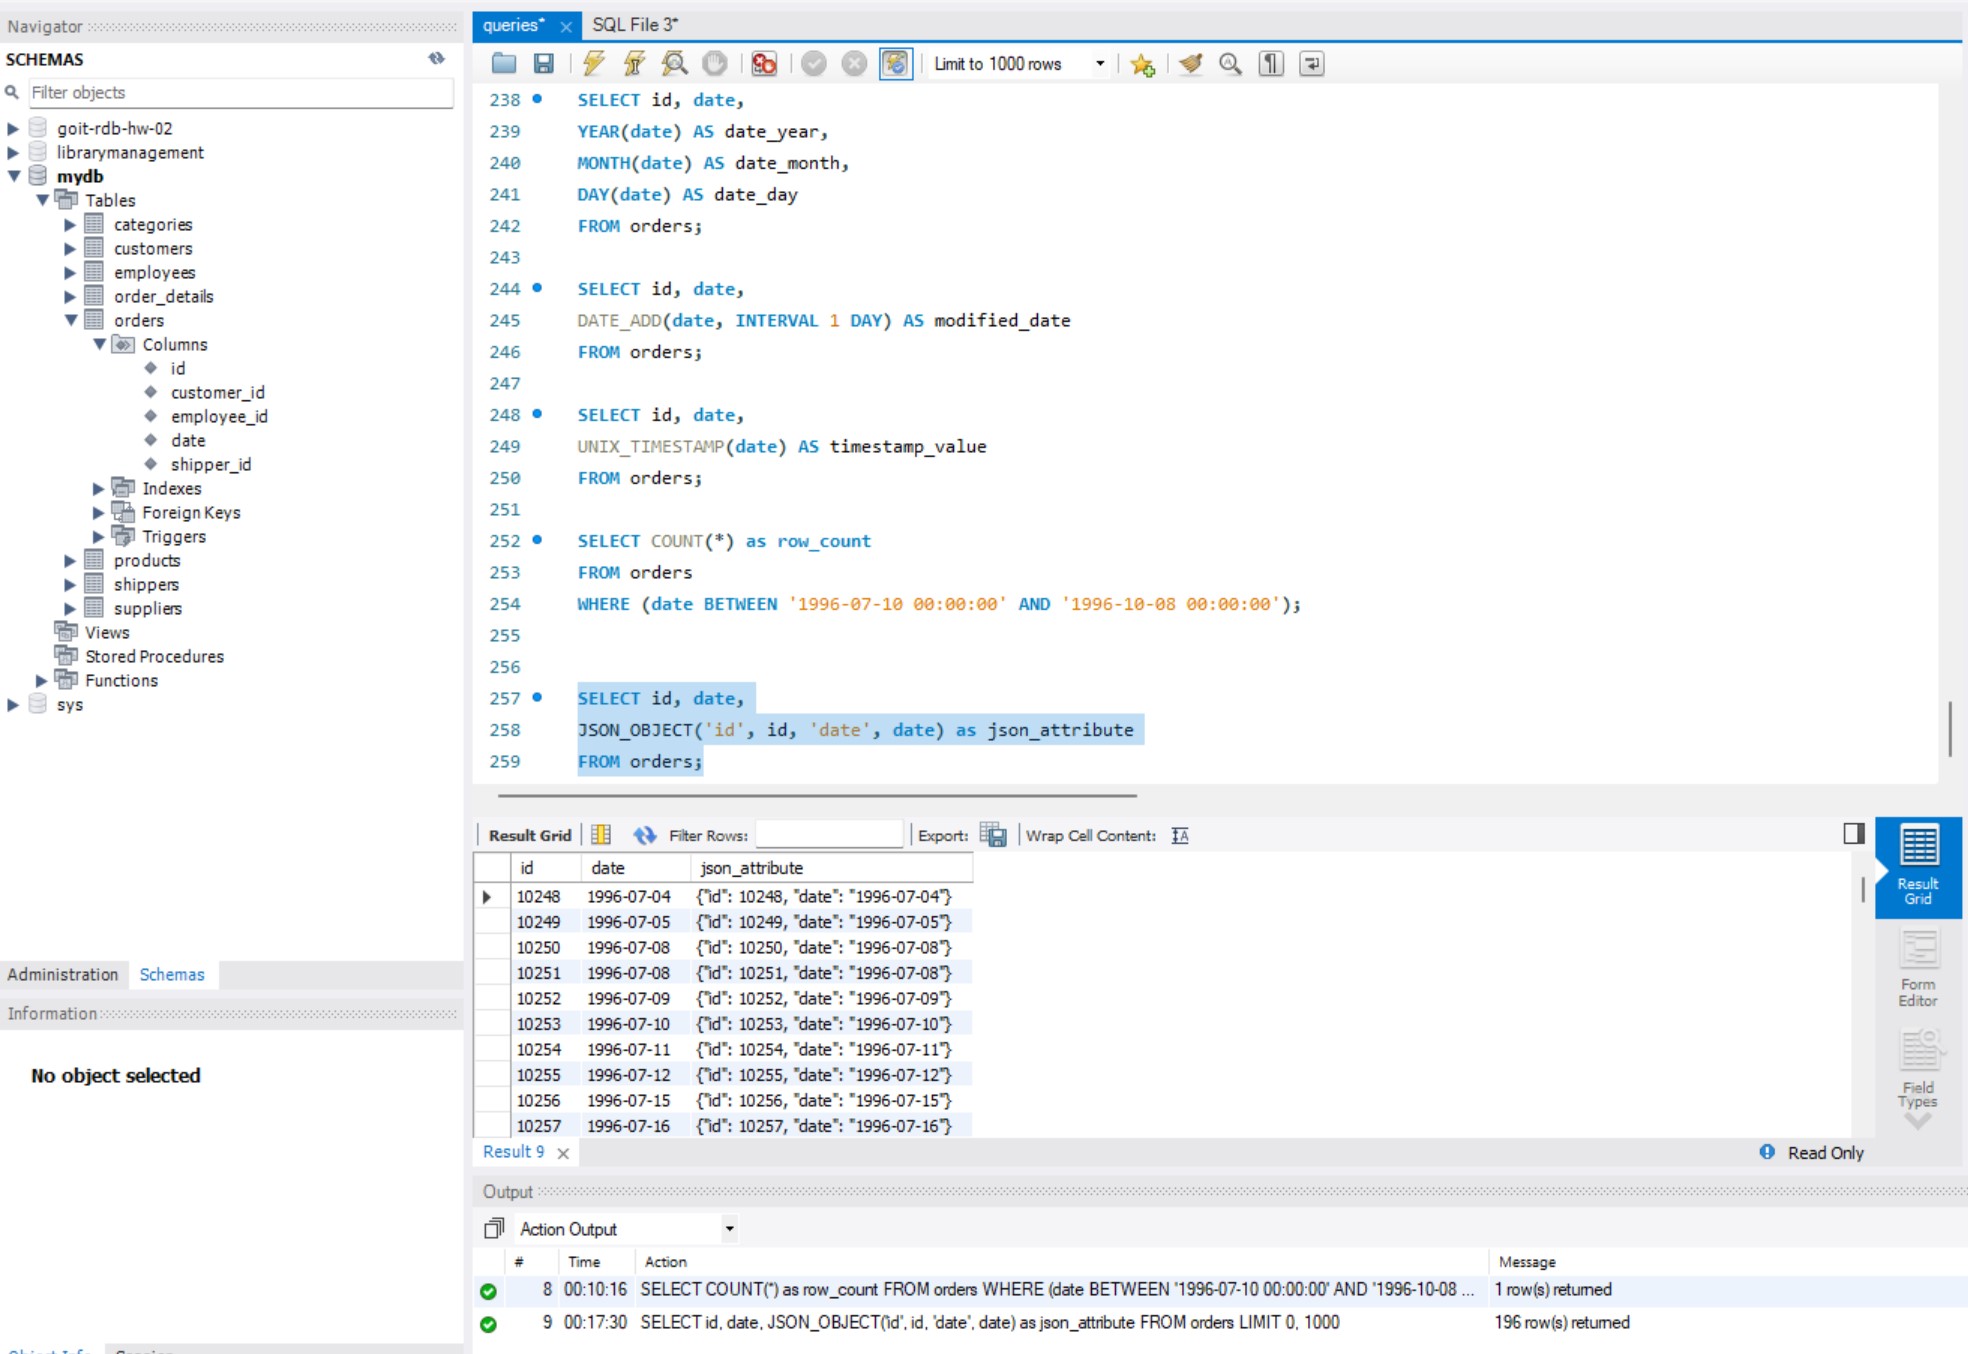 Navigator
SCHEMAS
Filter objects
goit-rdb-hw-02
librarymanagement
mydb
Tables
categories
customers
employees
order_details
orders
Columns
id
customer_id
employee_id
date
shipper_id
Indexes
Foreign Keys
Triggers
products
shippers
suppliers
Views
Stored Procedures
Functions
sys
Administration Schemas
Information
No object selected
queries* SQL File 3*
Limit to 1000 rows
238 SELECT id, date,
239 YEAR(date) AS date_year,
240 MONTH(date) AS date_month,
241 DAY(date) AS date_day
242 FROM orders;
243
244 SELECT id, date,
245 DATE_ADD(date, INTERVAL 1 DAY) AS modified_date
246 FROM orders;
247
248 SELECT id, date,
249 UNIX_TIMESTAMP(date) AS timestamp_value
250 FROM orders;
251
252 SELECT COUNT(*) as row_count
253 FROM orders
254 WHERE (date BETWEEN '1996-07-10 00:00:00' AND '1996-10-08 00:00:00');
255
256
257 SELECT id, date,
258 JSON_OBJECT('id', id, 'date', date) as json_attribute
259 FROM orders;
Result Grid Filter Rows: Export: Wrap Cell Content:
id date json_attribute
10248 1996-07-04 {"id": 10248, "date": "1996-07-04"}
10249 1996-07-05 {"id": 10249, "date": "1996-07-05"}
10250 1996-07-08 {"id": 10250, "date": "1996-07-08"}
10251 1996-07-08 {"id": 10251, "date": "1996-07-08"}
10252 1996-07-09 {"id": 10252, "date": "1996-07-09"}
10253 1996-07-10 {"id": 10253, "date": "1996-07-10"}
10254 1996-07-11 {"id": 10254, "date": "1996-07-11"}
10255 1996-07-12 {"id": 10255, "date": "1996-07-12"}
10256 1996-07-15 {"id": 10256, "date": "1996-07-15"}
10257 1996-07-16 {"id": 10257, "date": "1996-07-16"}
Result
Grid
Form
Editor
Field
Types
Result 9 Read Only
Output
Action Output
# Time Action Message
8 00:10:16 SELECT COUNT(*) as row_count FROM orders WHERE (date BETWEEN '1996-07-10 00:00:00' AND '1996-10-08 ... 1 row(s) returned
9 00:17:30 SELECT id, date, JSON_OBJECT('id', id, 'date', date) as json_attribute FROM orders LIMIT 0, 1000 196 row(s) returned